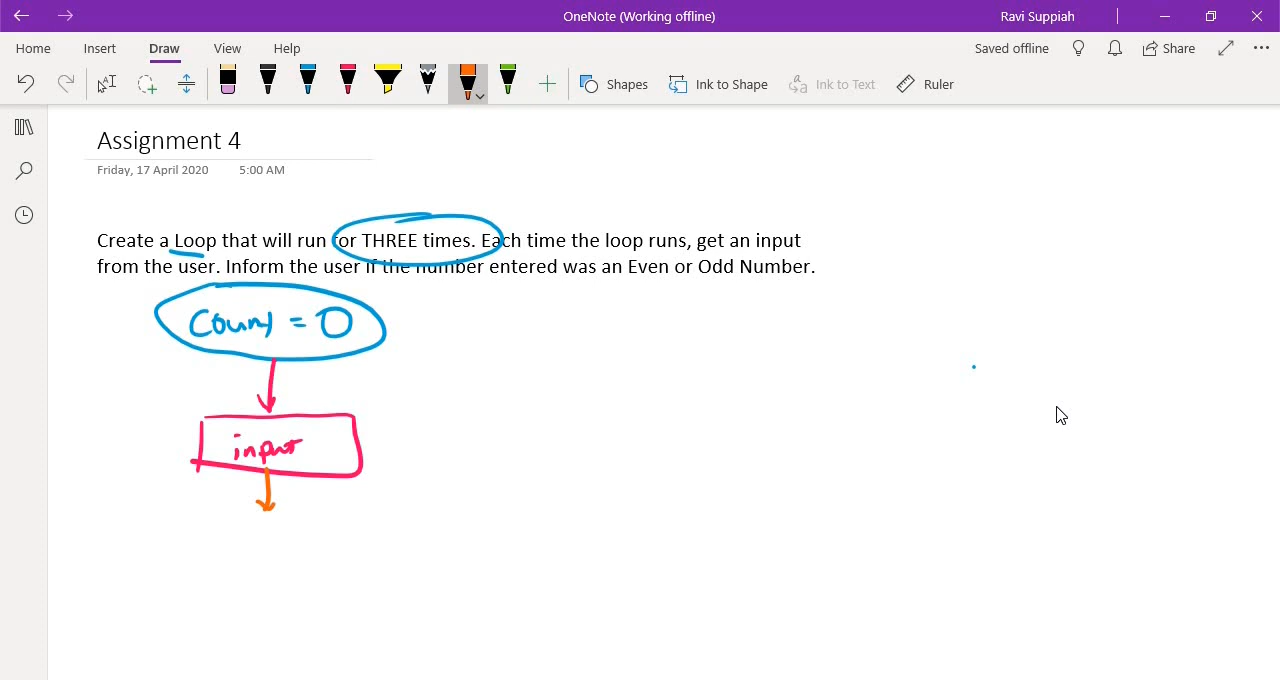 OneNote (Working offline)
Ravi Suppiah
Home Insert Draw View Help
Saved offline
Share
Shapes
Ink to Shape
Ink to Text
Ruler
Assignment 4
Friday, 17 April 2020 5:00 AM
Create a Loop that will run for THREE times. Each time the loop runs, get an input
from the user. Inform the user if the number entered was an Even or Odd Number.
Count = 0
input